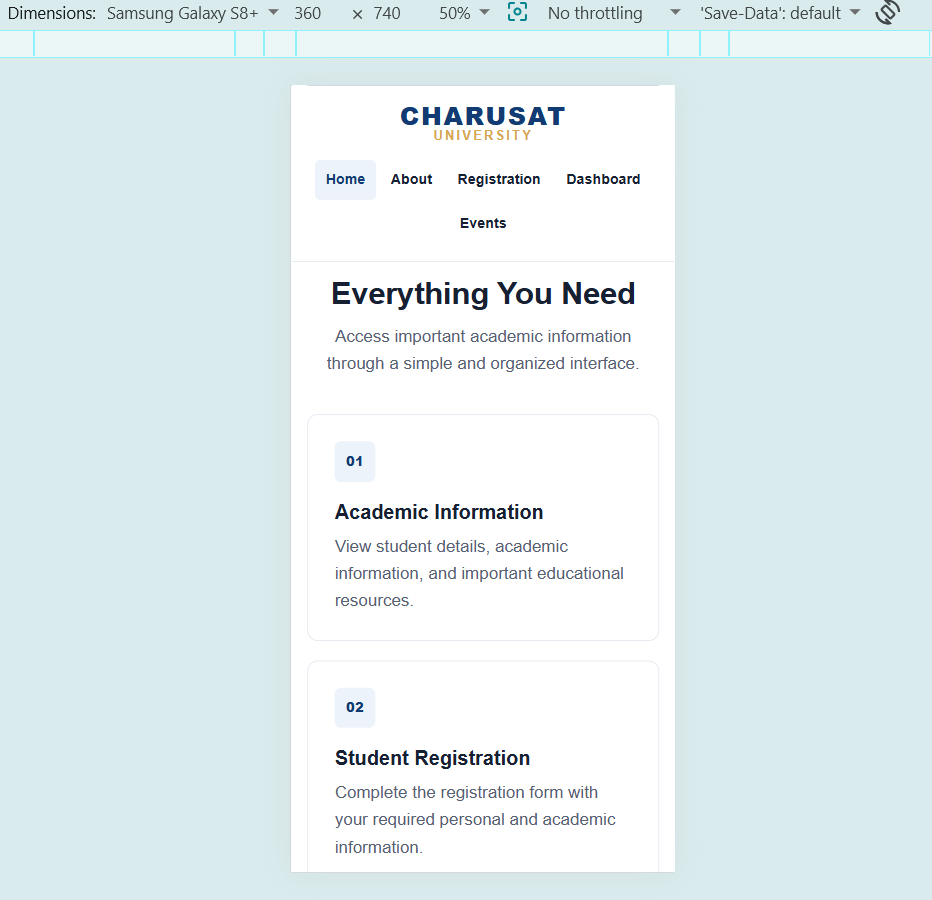 Dimensions: Samsung Galaxy S8+ 360 × 740 50% No throttling 'Save-Data': default
CHARUSAT
UNIVERSITY
Home About Registration Dashboard
Events
Everything You Need
Access important academic information
through a simple and organized interface.
01
Academic Information
View student details, academic
information, and important educational
resources.
02
Student Registration
Complete the registration form with
your required personal and academic
information.